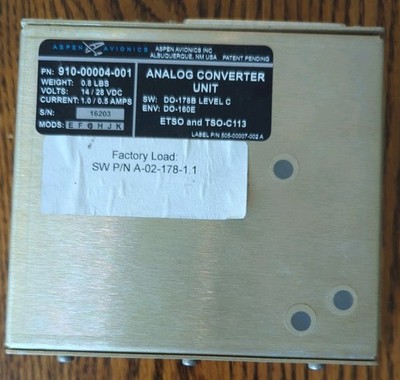 ASPEN AVIONICS
ASPEN AVIONICS INC
ALBUQUERQUE, NM USA PATENT PENDING
PN: 910-00004-001
WEIGHT: 0.8 LBS
VOLTS: 14 / 28 VDC
CURRENT: 1.0 / 0.5 AMPS
S/N: 16203
MODS: E F G H J K
ANALOG CONVERTER
UNIT
SW: DO-178B LEVEL C
ENV: DO-160E
ETSO and TSO-C113
LABEL P/N 505-00007-002 A
Factory Load:
SW P/N A-02-178-1.1